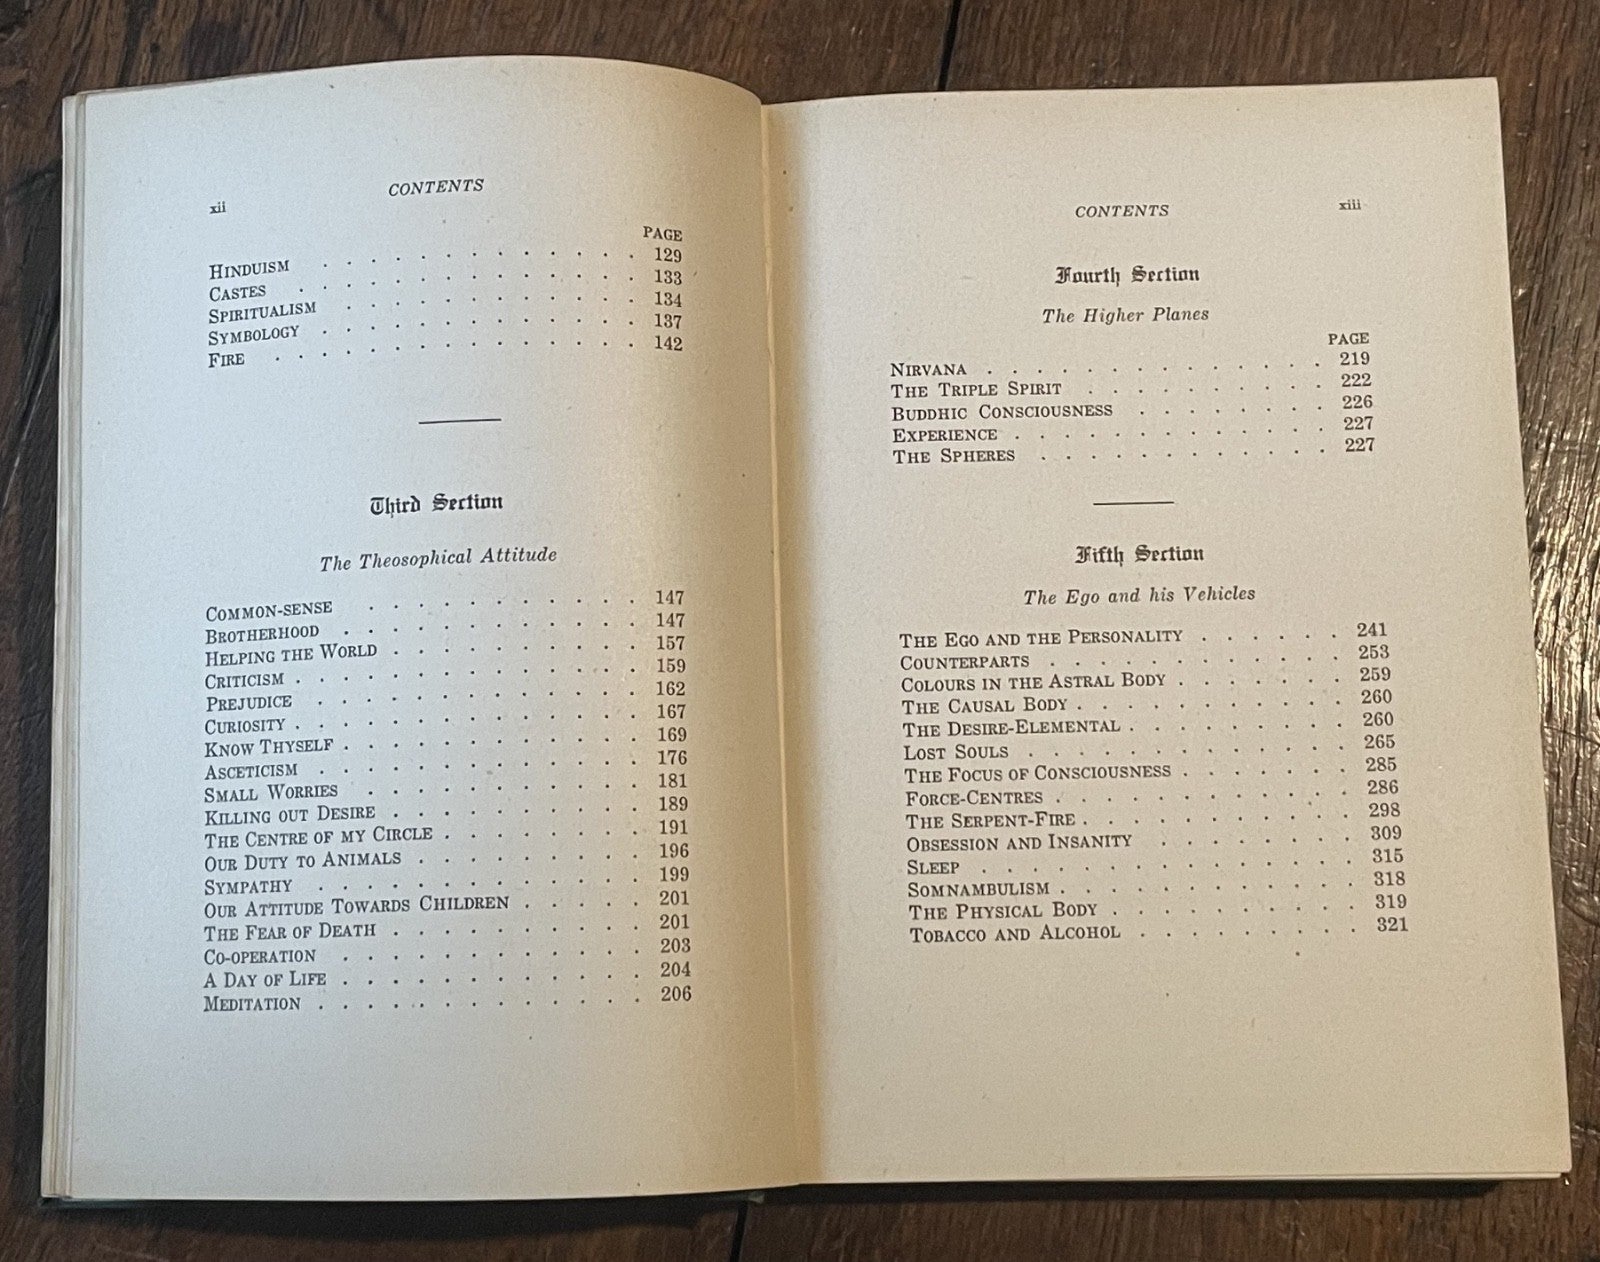 xii
CONTENTS
PAGE
HINDUISM . . . . . . . . . . . . . 129
CASTES . . . . . . . . . . . . . . 133
SPIRITUALISM . . . . . . . . . . . . 134
SYMBOLOGY . . . . . . . . . . . . . 137
FIRE . . . . . . . . . . . . . . . 142
Third Section
The Theosophical Attitude
COMMON-SENSE . . . . . . . . . . . . 147
BROTHERHOOD . . . . . . . . . . . . . 147
HELPING THE WORLD . . . . . . . . . . . 157
CRITICISM . . . . . . . . . . . . . . . 159
PREJUDICE . . . . . . . . . . . . . . 162
CURIOSITY . . . . . . . . . . . . . . . 167
KNOW THYSELF . . . . . . . . . . . . . 169
ASCETICISM . . . . . . . . . . . . . . 176
SMALL WORRIES . . . . . . . . . . . . 181
KILLING OUT DESIRE . . . . . . . . . . . 189
THE CENTRE OF MY CIRCLE . . . . . . . . . 191
OUR DUTY TO ANIMALS . . . . . . . . . . 196
SYMPATHY . . . . . . . . . . . . . . 199
OUR ATTITUDE TOWARDS CHILDREN . . . . . 201
THE FEAR OF DEATH . . . . . . . . . . 201
CO-OPERATION . . . . . . . . . . . . . 203
A DAY OF LIFE . . . . . . . . . . . . . 204
MEDITATION . . . . . . . . . . . . . . 206
CONTENTS
xiii
Fourth Section
The Higher Planes
PAGE
NIRVANA . . . . . . . . . . . . . . 219
THE TRIPLE SPIRIT . . . . . . . . . . 222
BUDDHIC CONSCIOUSNESS . . . . . . . . 226
EXPERIENCE . . . . . . . . . . . . . 227
THE SPHERES . . . . . . . . . . . . 227
Fifth Section
The Ego and his Vehicles
THE EGO AND THE PERSONALITY . . . . . . 241
COUNTERPARTS . . . . . . . . . . . . 253
COLOURS IN THE ASTRAL BODY . . . . . . . 259
THE CAUSAL BODY . . . . . . . . . . . 260
THE DESIRE-ELEMENTAL . . . . . . . . . 260
LOST SOULS . . . . . . . . . . . . . 265
THE FOCUS OF CONSCIOUSNESS . . . . . . . 285
FORCE-CENTRES . . . . . . . . . . . . 286
THE SERPENT-FIRE . . . . . . . . . . . 298
OBSESSION AND INSANITY . . . . . . . . 309
SLEEP . . . . . . . . . . . . . . 315
SOMNAMBULISM . . . . . . . . . . . . 318
THE PHYSICAL BODY . . . . . . . . . . 319
TOBACCO AND ALCOHOL . . . . . . . . . 321